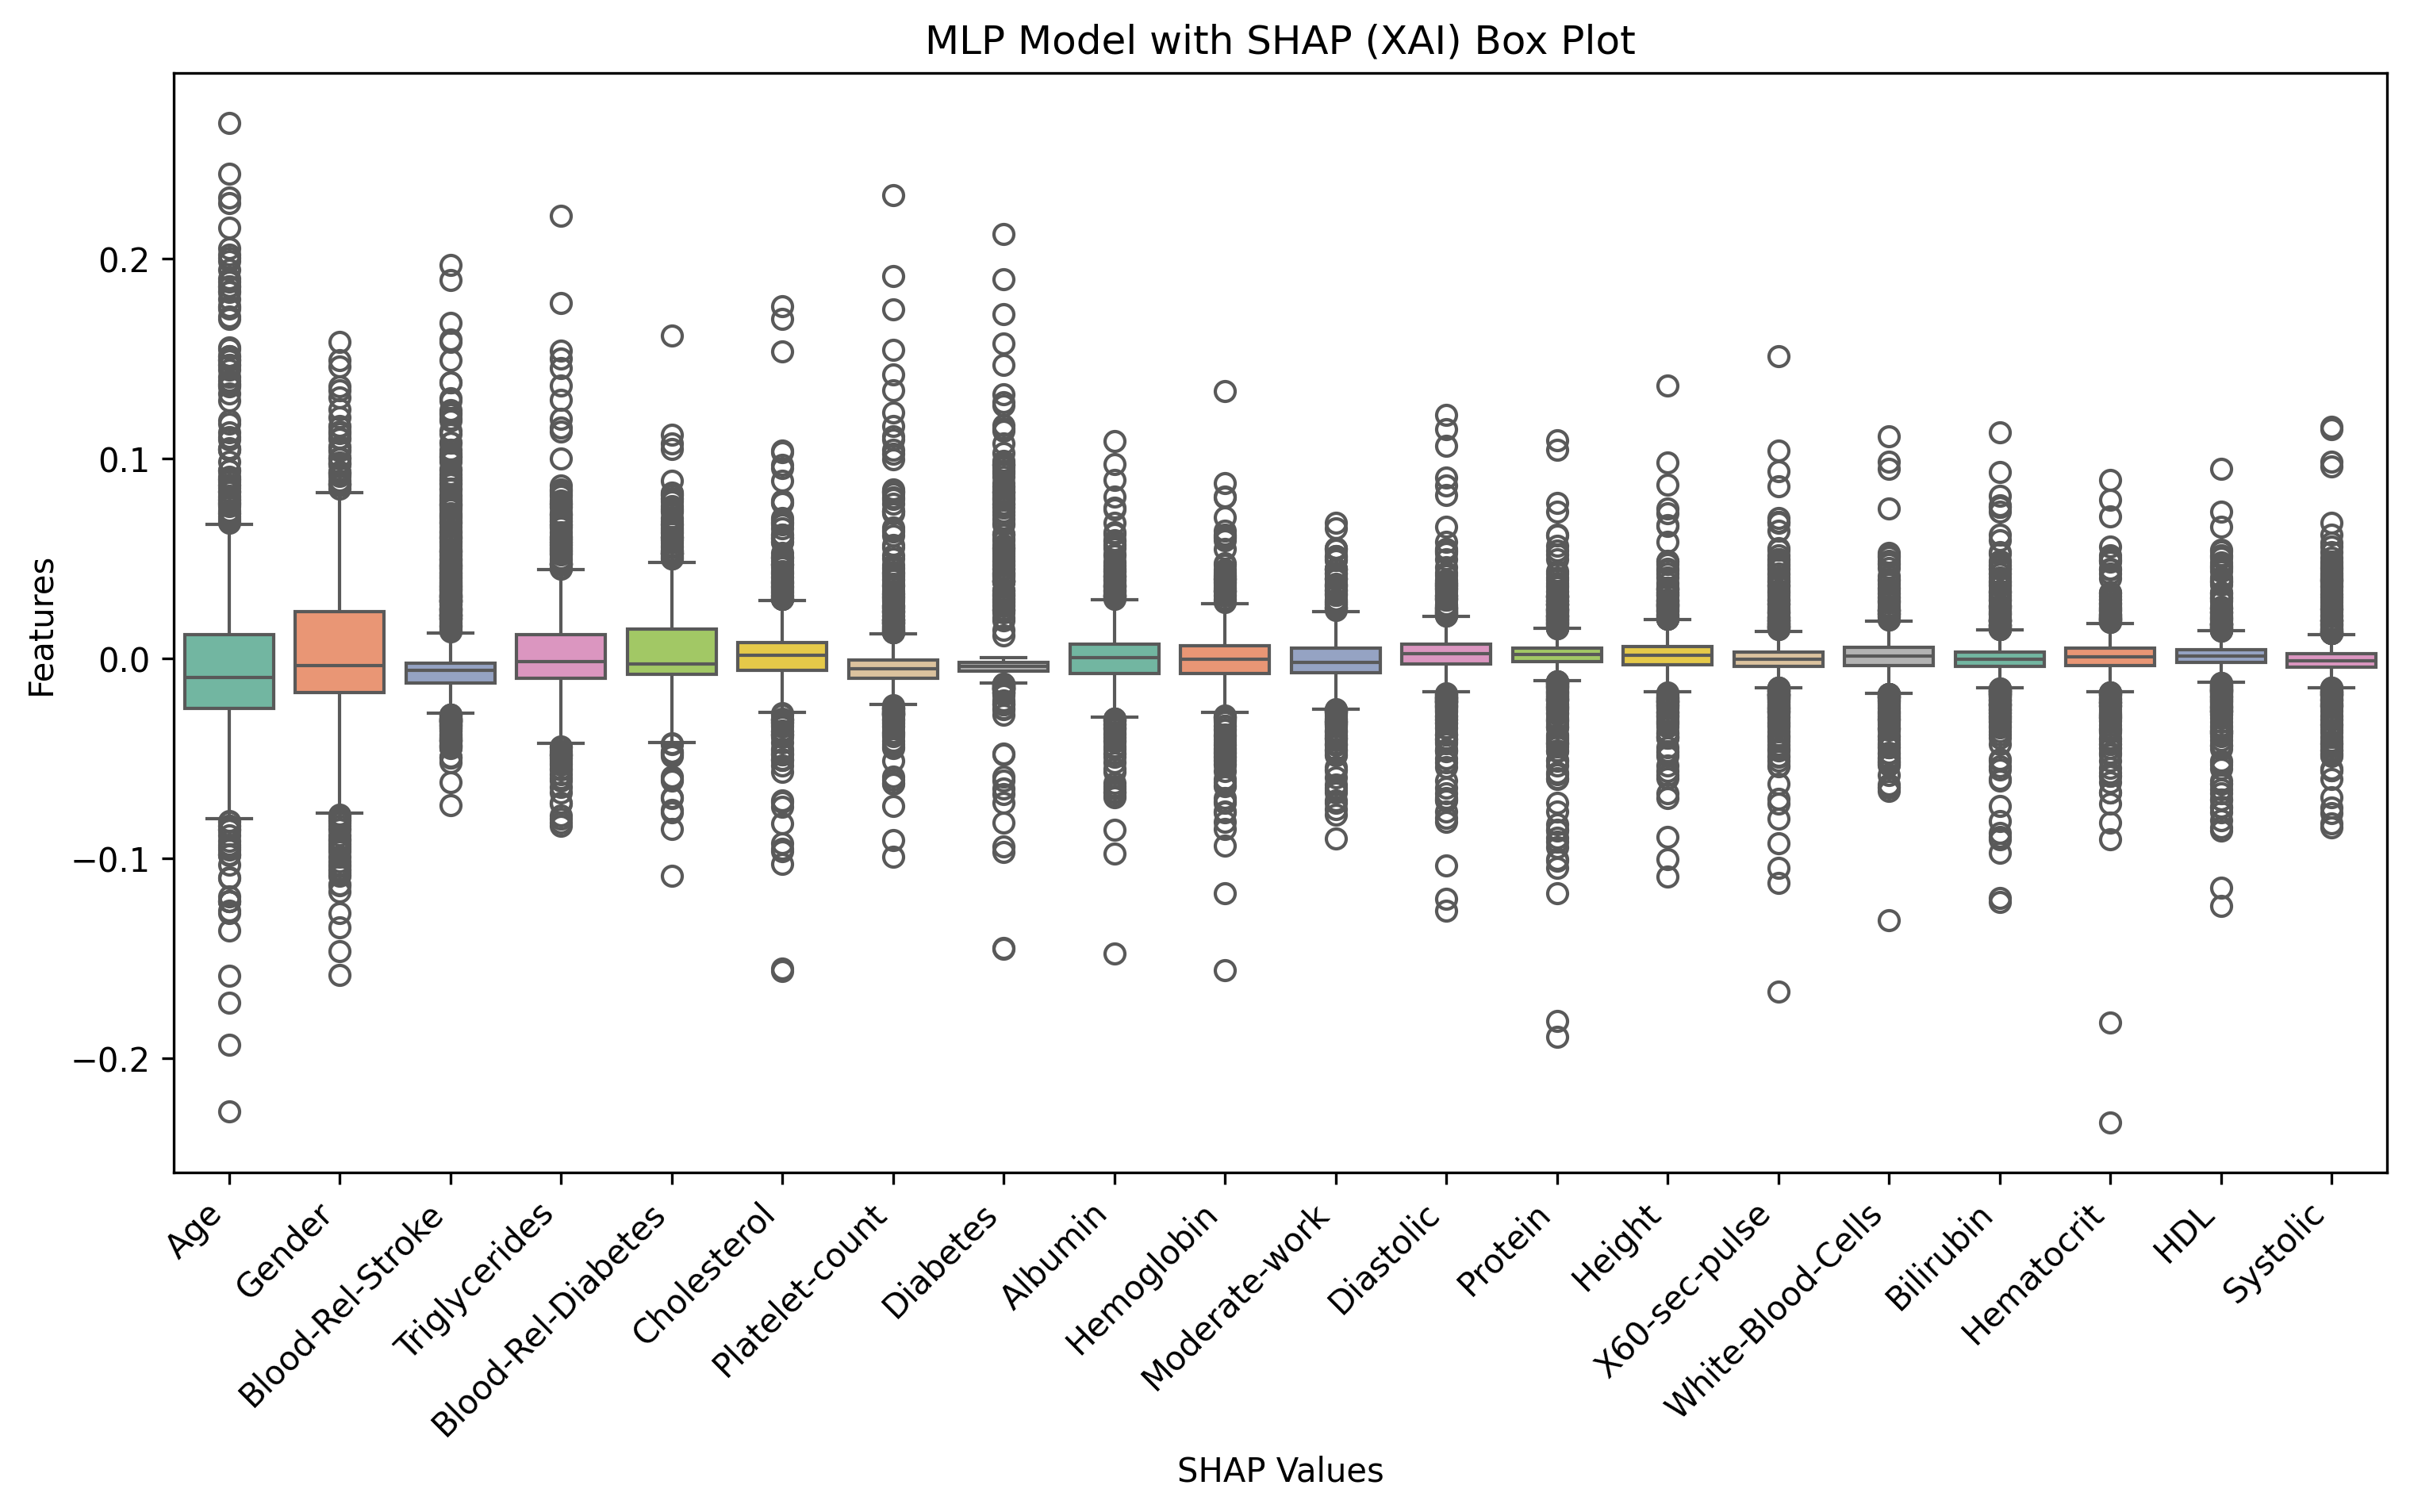 MLP Model with SHAP (XAI) Box Plot
Features
0.2
0.1
0.0
−0.1
−0.2
Age
Gender
Blood-Rel-Stroke
Triglycerides
Blood-Rel-Diabetes
Cholesterol
Platelet-count
Diabetes
Albumin
Hemoglobin
Moderate-work
Diastolic
Protein
Height
X60-sec-pulse
White-Blood-Cells
Bilirubin
Hematocrit
HDL
Systolic
SHAP Values